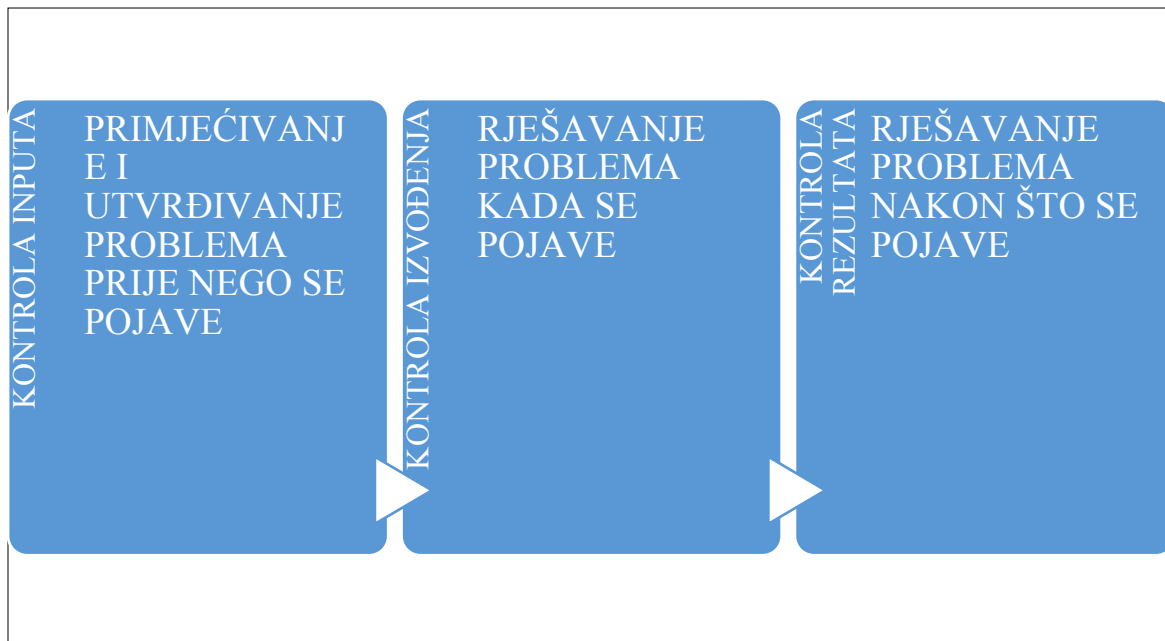 KONTROLA INPUTA
PRIMJEĆIVANJ
E I
UTVRĐIVANJE
PROBLEMA
PRIJE NEGO SE
POJAVE
KONTROLA IZVOĐENJA
RJEŠAVANJE
PROBLEMA
KADA SE
POJAVE
KONTROLA
REZULTATA
RJEŠAVANJE
PROBLEMA
NAKON ŠTO SE
POJAVE